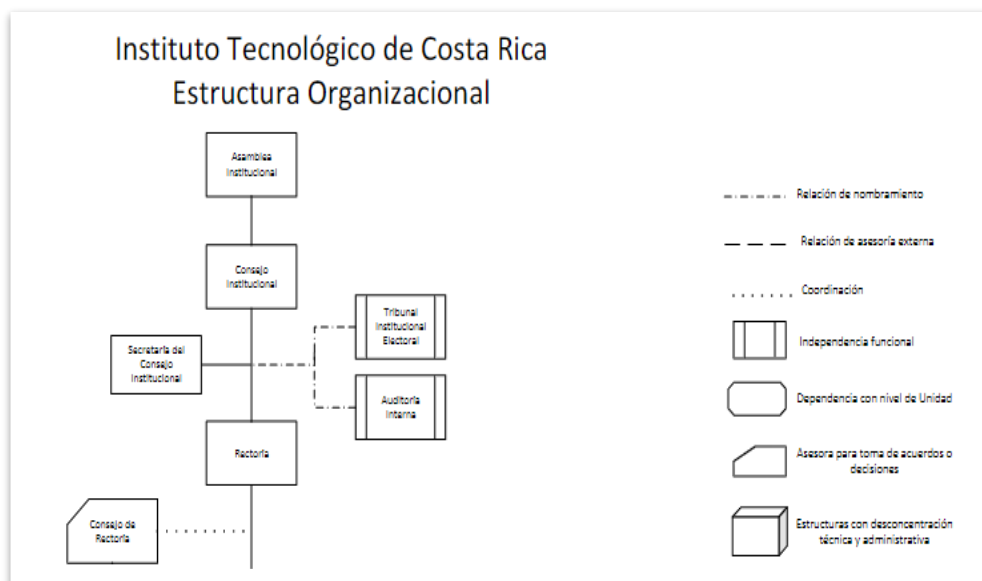 Instituto Tecnológico de Costa Rica
Estructura Organizacional
Asamblea
Institucional
Consejo
Institucional
Secretaría del
Consejo
Institucional
Tribunal
Institucional
Electoral
Auditoría
Interna
Rectoría
Consejo de
Rectoría
Relación de nombramiento
Relación de asesoría externa
Coordinación
Independencia funcional
Dependencia con nivel de Unidad
Asesora para toma de acuerdos o
decisiones
Estructuras con desconcentración
técnica y administrativa